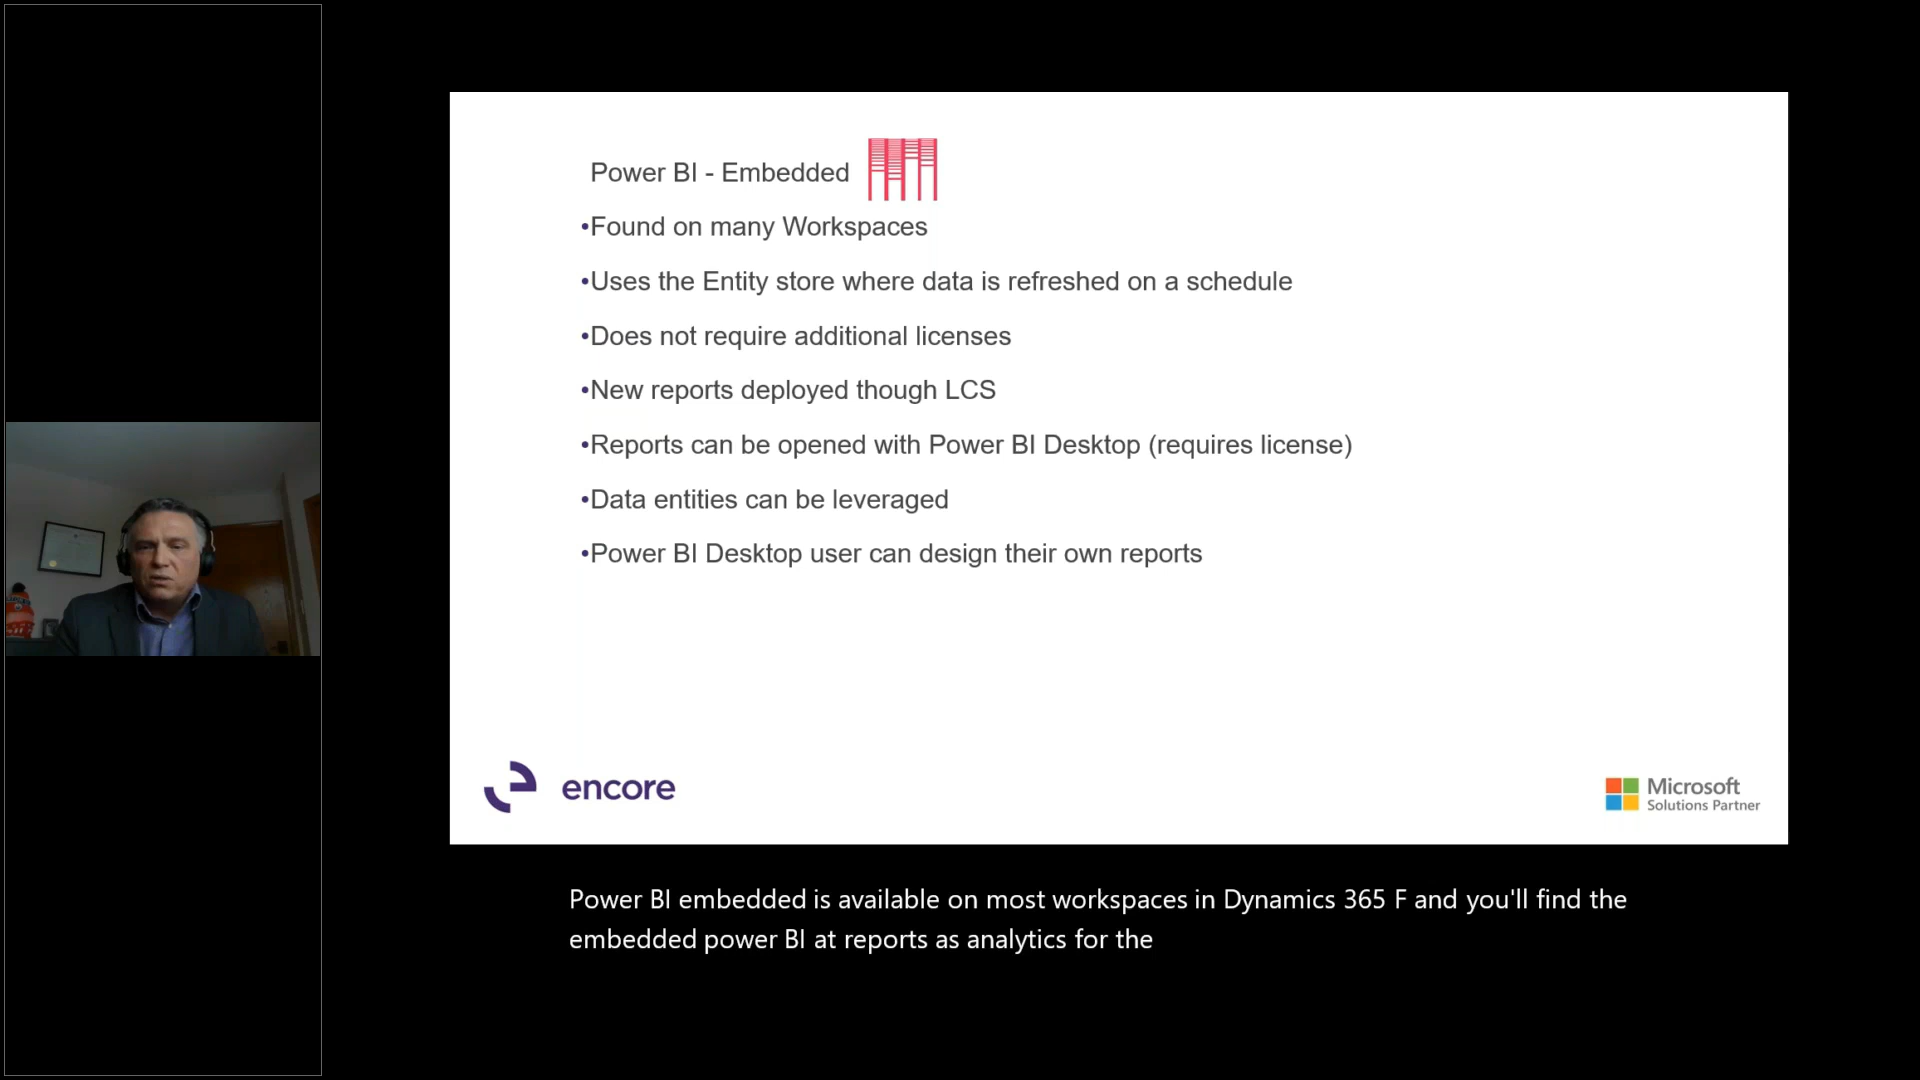 Power BI - Embedded
•Found on many Workspaces
•Uses the Entity store where data is refreshed on a schedule
•Does not require additional licenses
•New reports deployed though LCS
•Reports can be opened with Power BI Desktop (requires license)
•Data entities can be leveraged
•Power BI Desktop user can design their own reports
encore
Microsoft
Solutions Partner
Power BI embedded is available on most workspaces in Dynamics 365 F and you'll find the
embedded power BI at reports as analytics for the